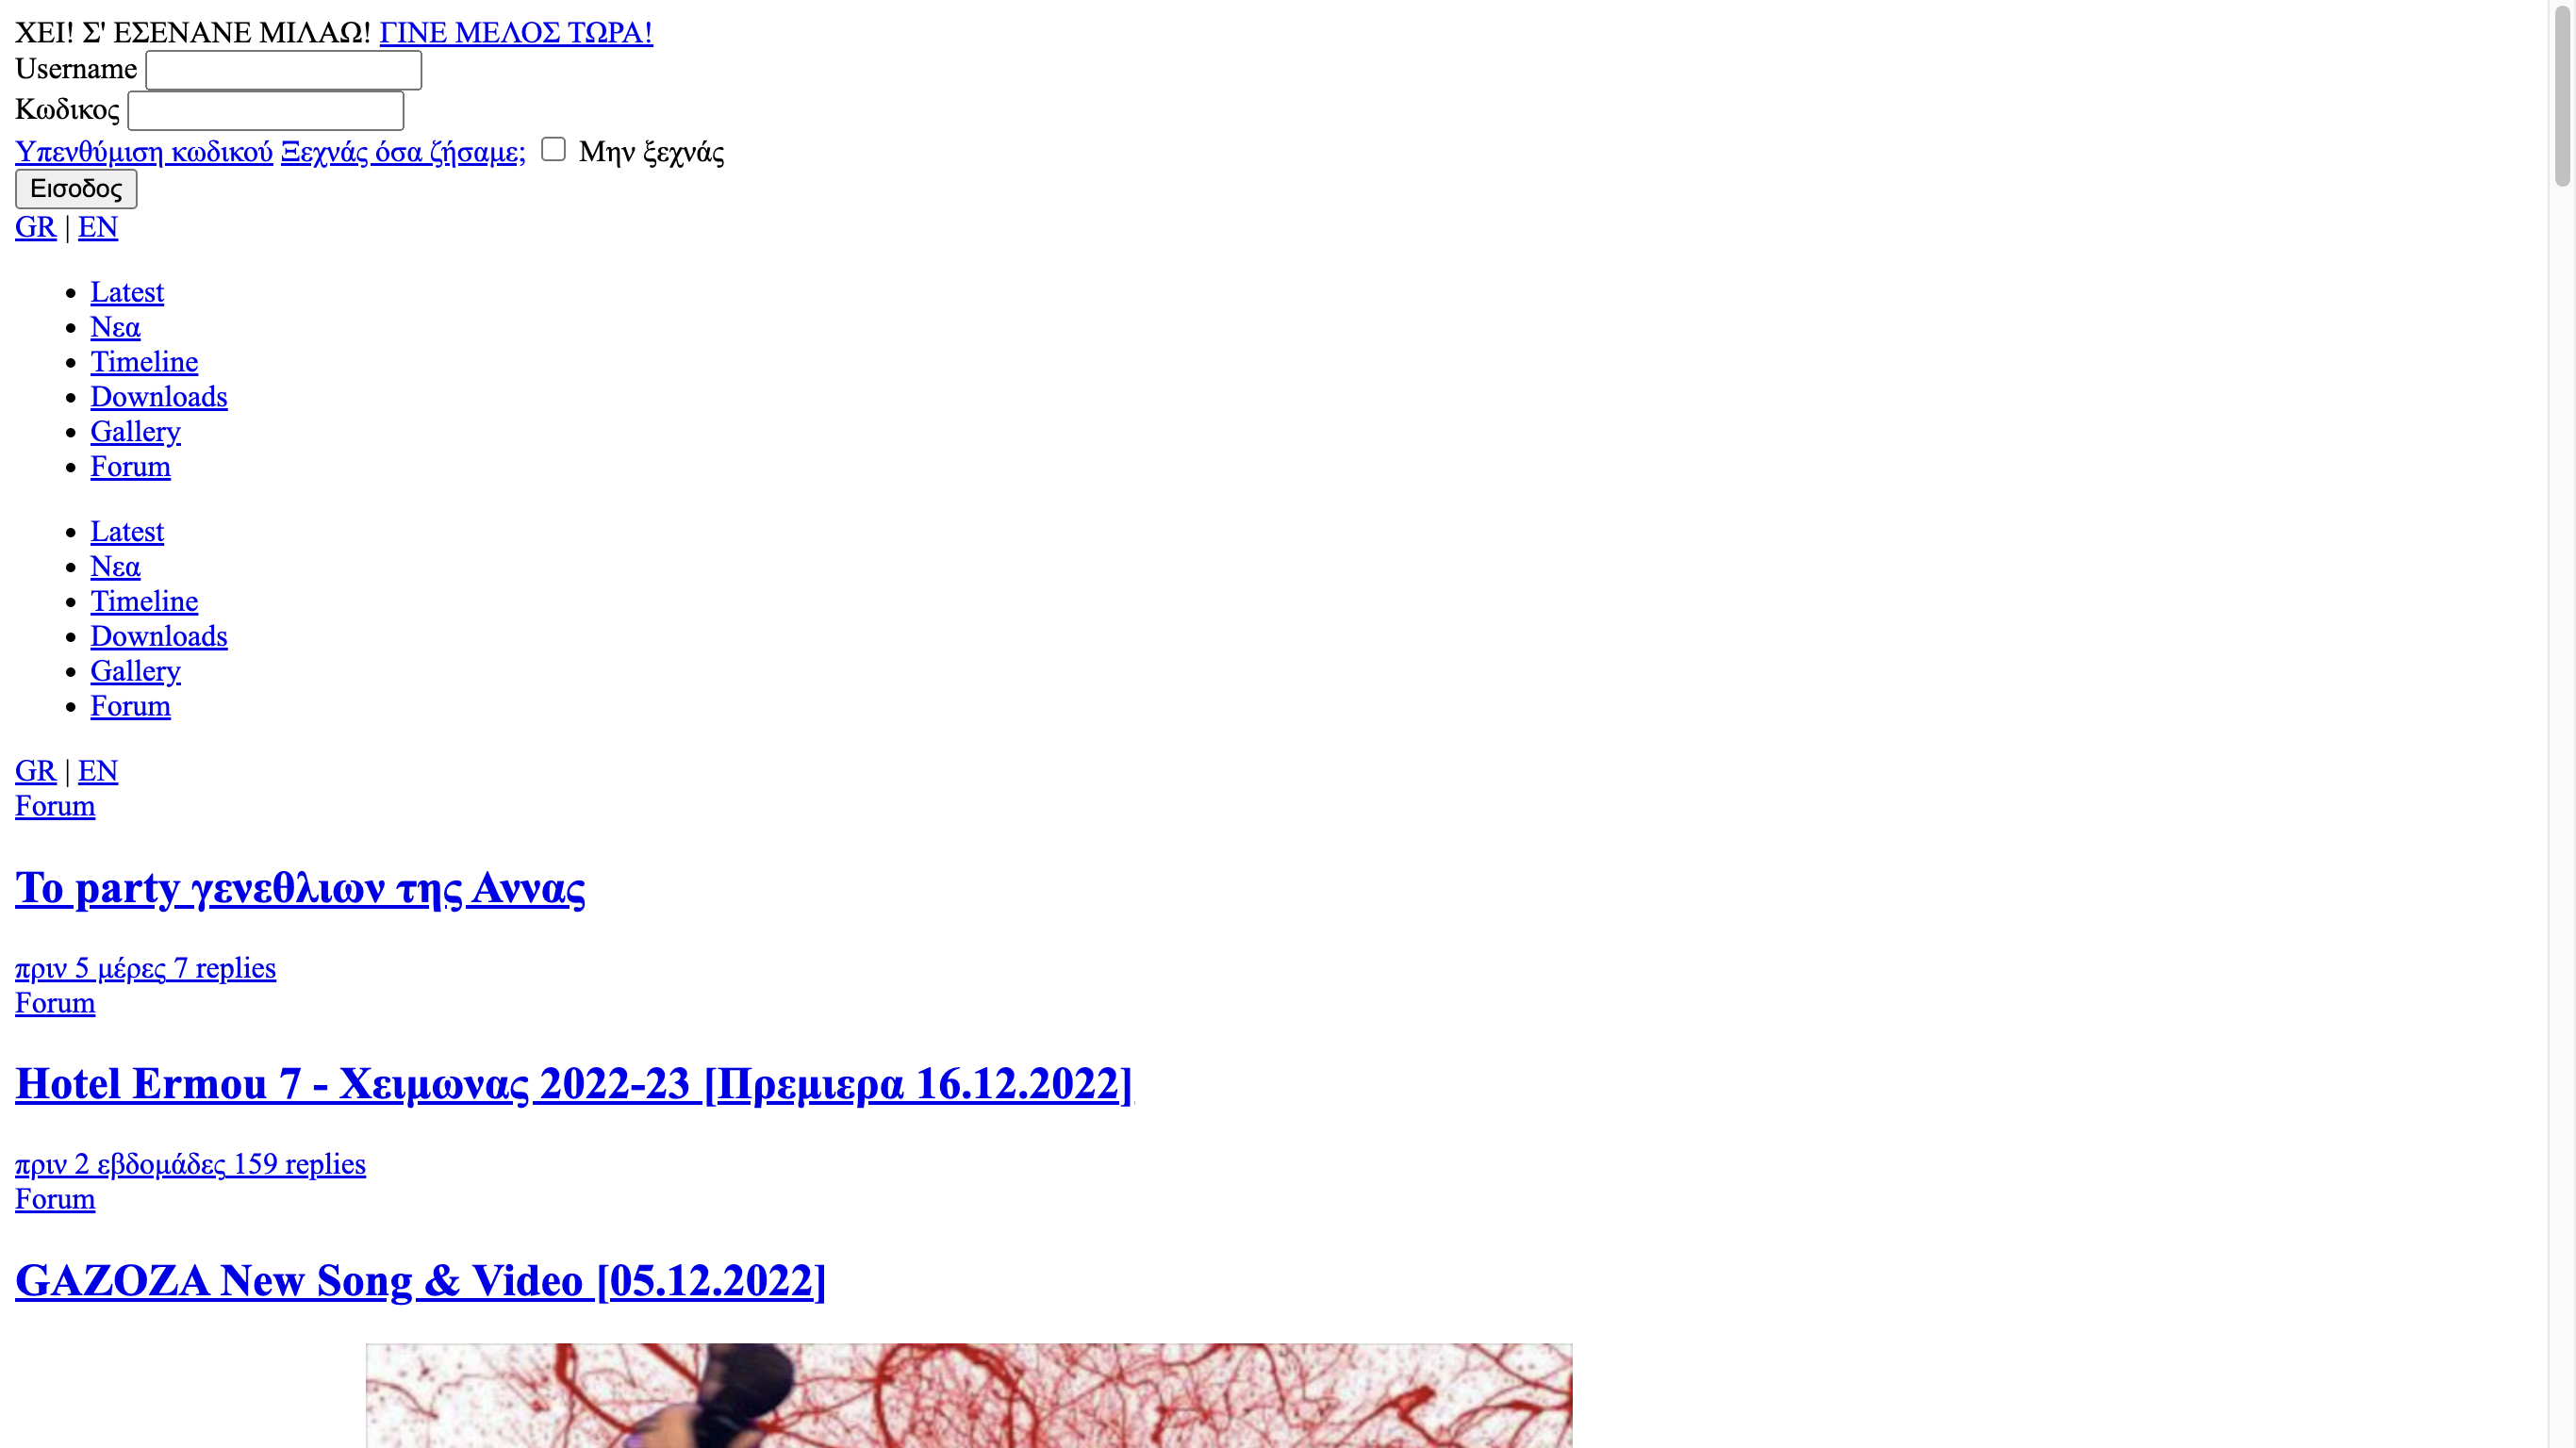 ΧΕΙ! Σ' ΕΣΕΝΑΝΕ ΜΙΛΑΩ! ΓΙΝΕ ΜΕΛΟΣ ΤΩΡΑ!
Username
Κωδικος
Υπενθύμιση κωδικού Ξεχνάς όσα ζήσαμε; Μην ξεχνάς
Εισοδος
GR | EN
Latest
Νεα
Timeline
Downloads
Gallery
Forum
Latest
Νεα
Timeline
Downloads
Gallery
Forum
GR | EN
Forum
Το party γενεθλιων της Αννας
πριν 5 μέρες 7 replies
Forum
Hotel Ermou 7 - Χειμωνας 2022-23 [Πρεμιερα 16.12.2022]
πριν 2 εβδομάδες 159 replies
Forum
GAZOZA New Song & Video [05.12.2022]